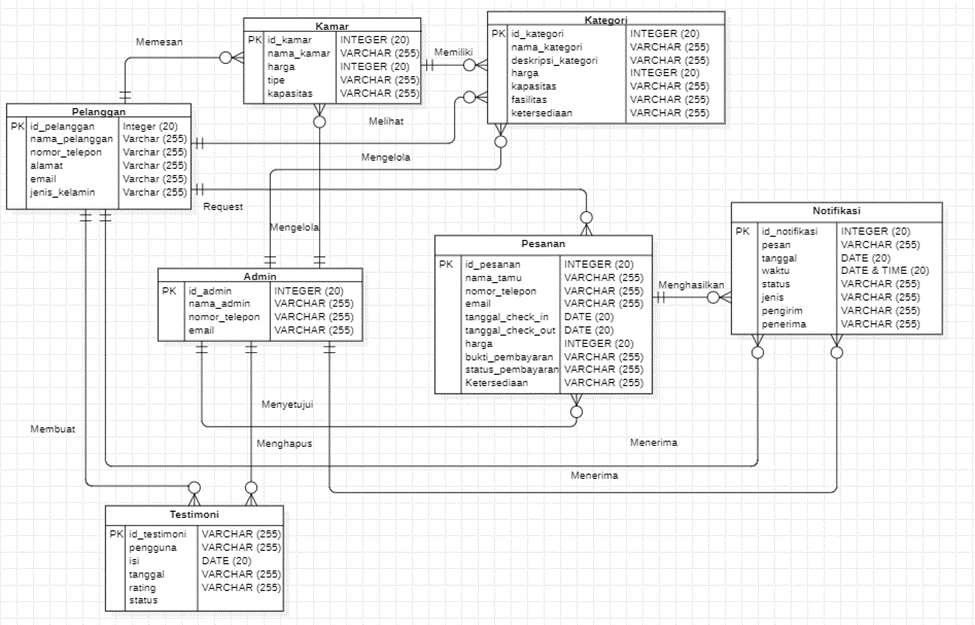 Kamar
PK id_kamar INTEGER (20)
nama_kamar VARCHAR (255)
harga INTEGER (20)
tipe VARCHAR (255)
kapasitas VARCHAR (255)
Kategori
PK id_kategori INTEGER (20)
nama_kategori VARCHAR (255)
deskripsi_kategori VARCHAR (255)
harga INTEGER (20)
kapasitas VARCHAR (255)
fasilitas VARCHAR (255)
ketersediaan VARCHAR (255)
Memesan
Memiliki
Pelanggan
PK id_pelanggan Integer (20)
nama_pelanggan Varchar (255)
nomor_telepon Varchar (255)
alamat Varchar (255)
email Varchar (255)
jenis_kelamin Varchar (255)
Melihat
Mengelola
Request
Mengelola
Notifikasi
PK id_notifikasi INTEGER (20)
pesan VARCHAR (255)
tanggal DATE (20)
waktu DATE & TIME (20)
status VARCHAR (255)
jenis VARCHAR (255)
pengirim VARCHAR (255)
penerima VARCHAR (255)
Pesanan
PK id_pesanan INTEGER (20)
nama_tamu VARCHAR (255)
nomor_telepon VARCHAR (255)
email VARCHAR (255)
tanggal_check_in DATE (20)
tanggal_check_out DATE (20)
harga INTEGER (20)
bukti_pembayaran VARCHAR (255)
status_pembayaran VARCHAR (255)
Ketersediaan VARCHAR (255)
Menghasilkan
Admin
PK id_admin INTEGER (20)
nama_admin VARCHAR (255)
nomor_telepon VARCHAR (255)
email VARCHAR (255)
Menyetujui
Membuat
Menghapus
Menerima
Menerima
Testimoni
PK id_testimoni VARCHAR (255)
pengguna VARCHAR (255)
isi DATE (20)
tanggal VARCHAR (255)
rating VARCHAR (255)
status